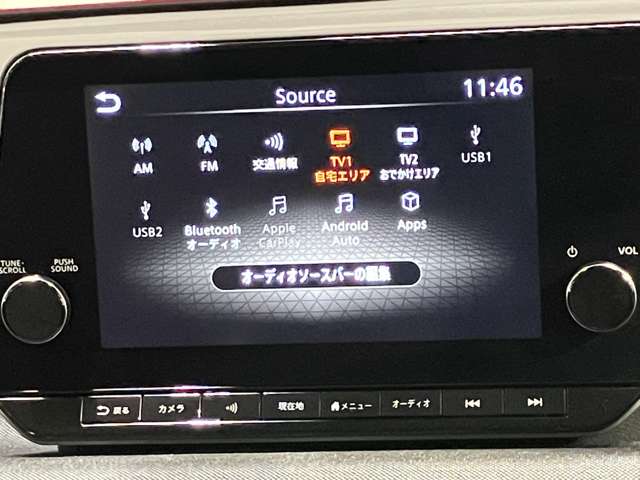 Source
11:46
AM
FM
交通情報
TV1
自宅エリア
TV2
おでかけエリア
USB1
USB2
Bluetooth
オーディオ
Apple
CarPlay
Android
Auto
Apps
オーディオソースバーの編集
TUNE・
SCROLL
PUSH
SOUND
VOL
戻る
カメラ
現在地
メニュー
オーディオ